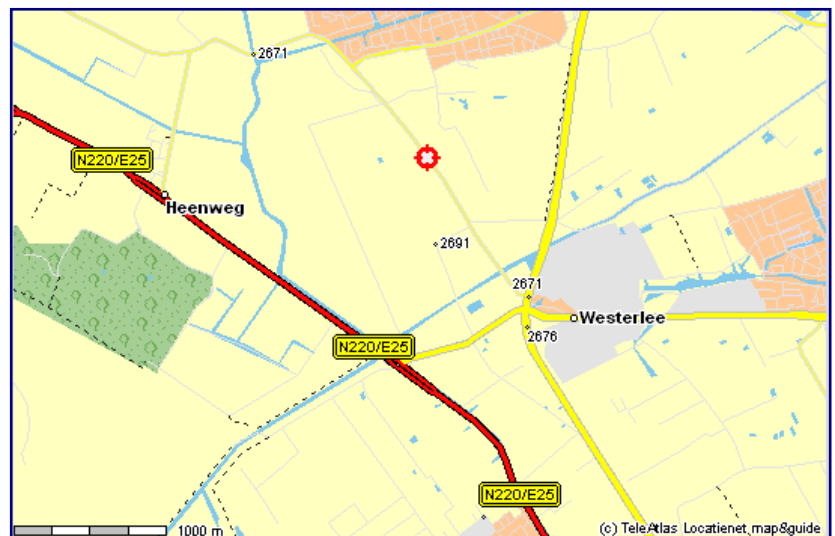 2671
N220/E25
Heenweg
2691
2671
Westerlee
2676
N220/E25
N220/E25
1000 m
(c) TeleAtlas Locatienet map&guide